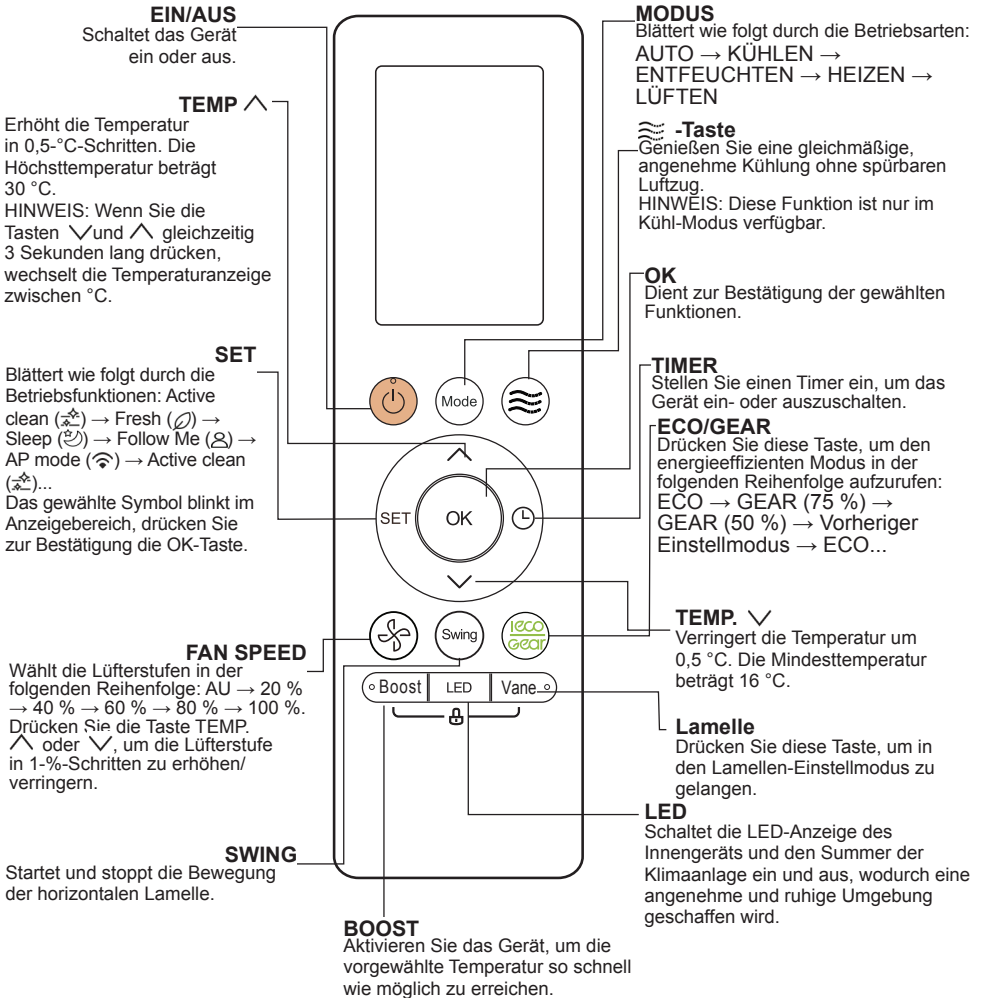 EIN/AUS
Schaltet das Gerät
ein oder aus.
TEMP ︿
Erhöht die Temperatur
in 0,5-°C-Schritten. Die
Höchsttemperatur beträgt
30 °C.
HINWEIS: Wenn Sie die
Tasten ﹀und ︿ gleichzeitig
3 Sekunden lang drücken,
wechselt die Temperaturanzeige
zwischen °C.
SET
Blättert wie folgt durch die
Betriebsfunktionen: Active
clean () → Fresh () →
Sleep () → Follow Me () →
AP mode () → Active clean
()...
Das gewählte Symbol blinkt im
Anzeigebereich, drücken Sie
zur Bestätigung die OK-Taste.
FAN SPEED
Wählt die Lüfterstufen in der
folgenden Reihenfolge: AU → 20 %
→ 40 % → 60 % → 80 % → 100 %.
Drücken Sie die Taste TEMP.
︿ oder ﹀, um die Lüfterstufe
in 1-%-Schritten zu erhöhen/
verringern.
SWING
Startet und stoppt die Bewegung
der horizontalen Lamelle.
Mode
SET
OK
Swing
ieco
Gear
Boost
LED
Vane
BOOST
Aktivieren Sie das Gerät, um die
vorgewählte Temperatur so schnell
wie möglich zu erreichen.
MODUS
Blättert wie folgt durch die Betriebsarten:
AUTO → KÜHLEN →
ENTFEUCHTEN → HEIZEN →
LÜFTEN
-Taste
Genießen Sie eine gleichmäßige,
angenehme Kühlung ohne spürbaren
Luftzug.
HINWEIS: Diese Funktion ist nur im
Kühl-Modus verfügbar.
OK
Dient zur Bestätigung der gewählten
Funktionen.
TIMER
Stellen Sie einen Timer ein, um das
Gerät ein- oder auszuschalten.
ECO/GEAR
Drücken Sie diese Taste, um den
energieeffizienten Modus in der
folgenden Reihenfolge aufzurufen:
ECO → GEAR (75 %) →
GEAR (50 %) → Vorheriger
Einstellmodus → ECO...
TEMP. ﹀
Verringert die Temperatur um
0,5 °C. Die Mindesttemperatur
beträgt 16 °C.
Lamelle
Drücken Sie diese Taste, um in
den Lamellen-Einstellmodus zu
gelangen.
LED
Schaltet die LED-Anzeige des
Innengeräts und den Summer der
Klimaanlage ein und aus, wodurch eine
angenehme und ruhige Umgebung
geschaffen wird.